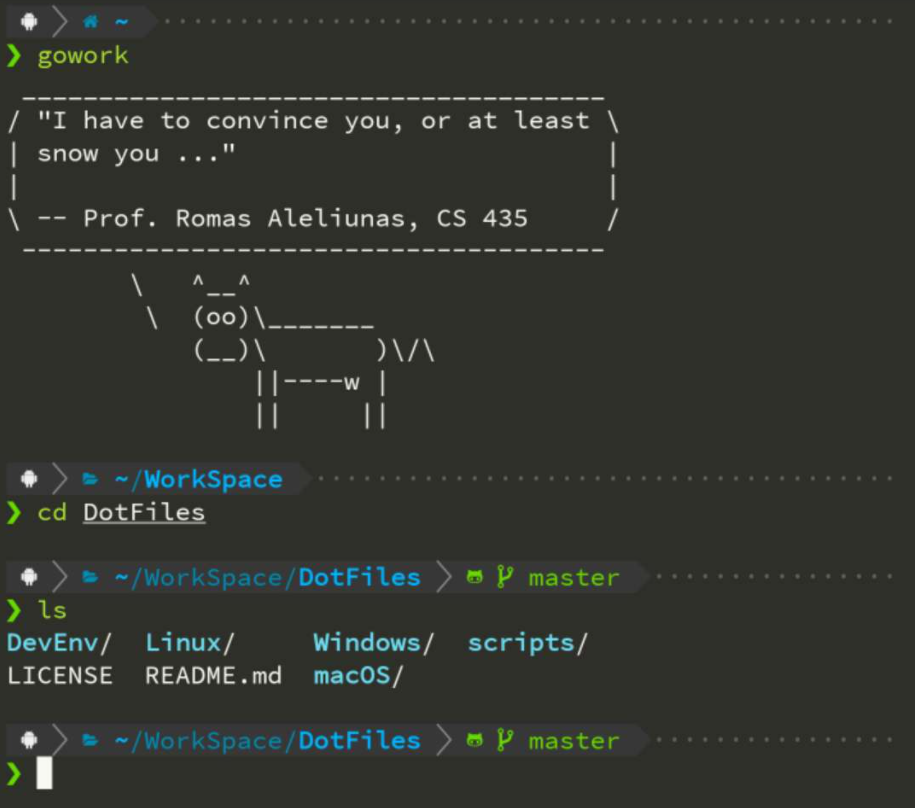 ~
❯ gowork
 ______________________________________
/ "I have to convince you, or at least \
| snow you ..."                        |
|                                      |
\ -- Prof. Romas Aleliunas, CS 435     /
 --------------------------------------
        \   ^__^
         \  (oo)\_______
            (__)\       )\/\
                ||----w |
                ||     ||
~/WorkSpace
❯ cd DotFiles
~/WorkSpace/DotFiles master
❯ ls
DevEnv/  Linux/     Windows/  scripts/
LICENSE  README.md  macOS/
~/WorkSpace/DotFiles master
❯